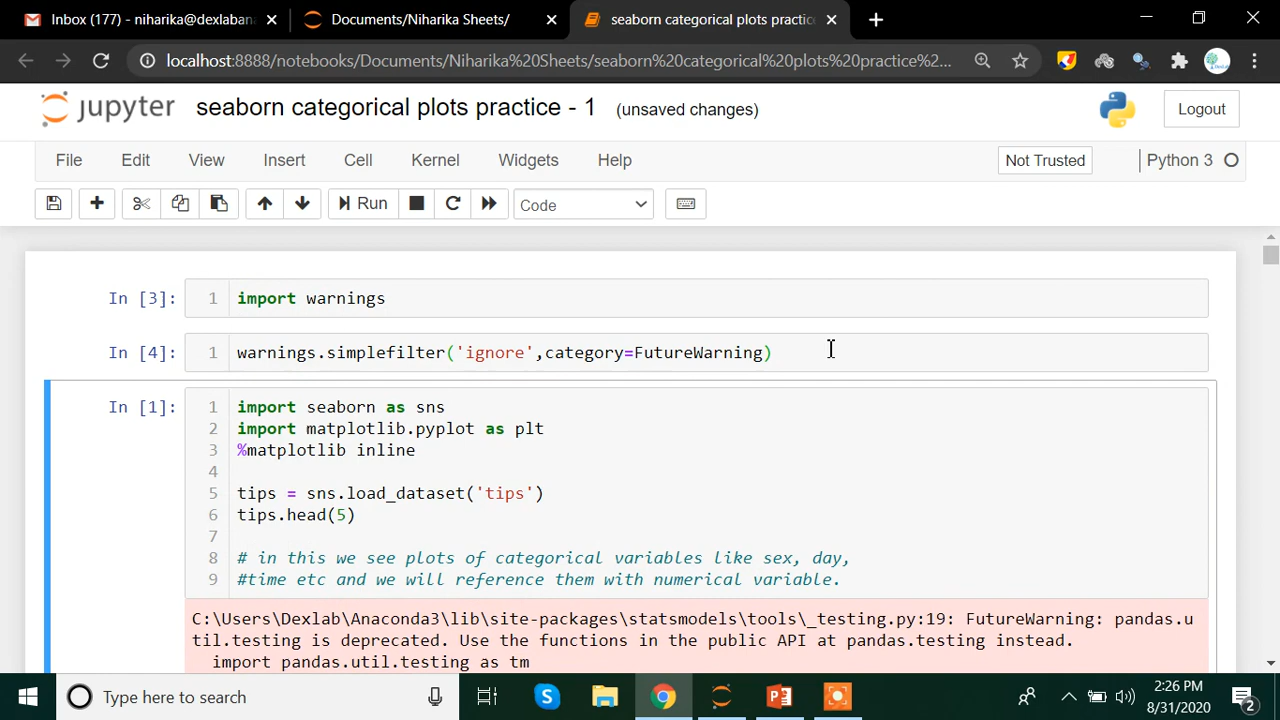 Inbox (177) - niharika@dexlabana
Documents/Niharika Sheets/
seaborn categorical plots practice
localhost:8888/notebooks/Documents/Niharika%20Sheets/seaborn%20categorical%20plots%20practice%2...
jupyter seaborn categorical plots practice - 1 (unsaved changes)
Logout
File Edit View Insert Cell Kernel Widgets Help
Not Trusted
Python 3
Run
Code
In [3]: 1 import warnings
In [4]: 1 warnings.simplefilter('ignore',category=FutureWarning)
In [1]: 1 import seaborn as sns
2 import matplotlib.pyplot as plt
3 %matplotlib inline
4
5 tips = sns.load_dataset('tips')
6 tips.head(5)
7
8 # in this we see plots of categorical variables like sex, day,
9 #time etc and we will reference them with numerical variable.
C:\Users\Dexlab\Anaconda3\lib\site-packages\statsmodels\tools\_testing.py:19: FutureWarning: pandas.u
til.testing is deprecated. Use the functions in the public API at pandas.testing instead.
import pandas.util.testing as tm
Type here to search
2:26 PM
8/31/2020
2